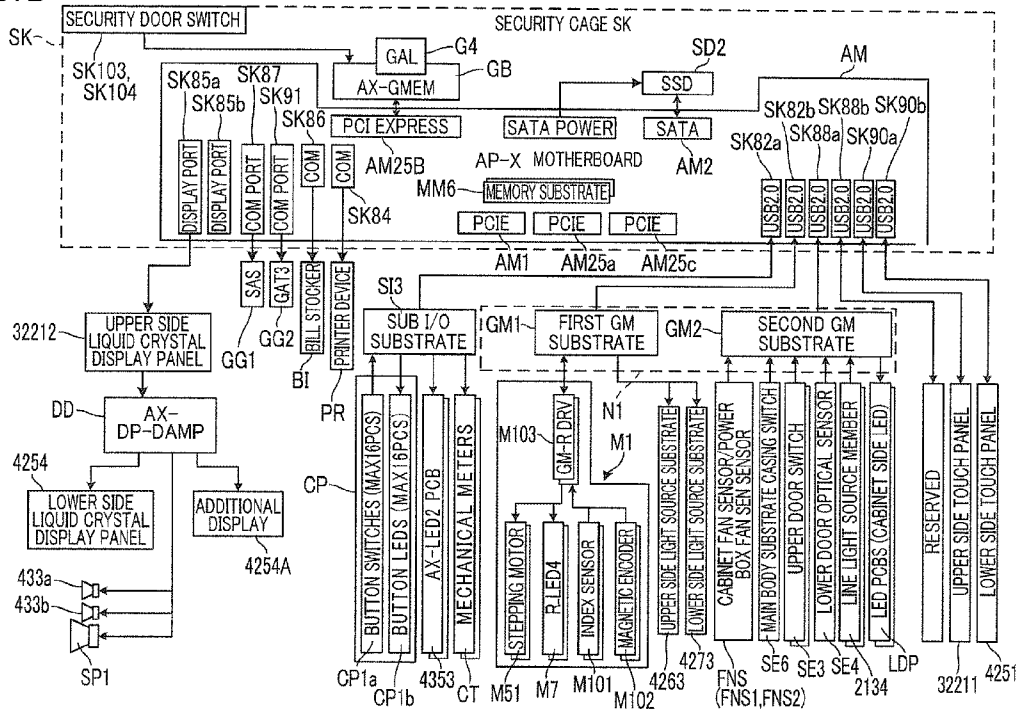 SECURITY DOOR SWITCH
SECURITY CAGE SK
SK
SK103,
SK104
GAL
G4
AX-GMEM
GB
SD2
SSD
AM
SK85a
SK85b
SK87
SK91
SK86
PCI EXPRESS
AM25B
SATA POWER
SATA
AM2
SK82b
SK88b
SK90b
SK82a
SK88a
SK90a
DISPLAY PORT
DISPLAY PORT
COM PORT
COM PORT
COM
COM
SK84
AP-X MOTHERBOARD
MM6
MEMORY SUBSTRATE
PCIE
PCIE
PCIE
AM1
AM25a
AM25c
USB2.0
USB2.0
USB2.0
USB2.0
USB2.0
USB2.0
32212
UPPER SIDE
LIQUID CRYSTAL
DISPLAY PANEL
SAS
GAT3
BILL STOCKER
PRINTER DEVICE
GG1
GG2
BI
PR
SI3
SUB I/O
SUBSTRATE
GM1
FIRST GM
SUBSTRATE
GM2
SECOND GM
SUBSTRATE
N1
DD
AX-
DP-DAMP
4254
LOWER SIDE
LIQUID CRYSTAL
DISPLAY PANEL
ADDITIONAL
DISPLAY
4254A
433a
433b
SP1
CP
BUTTON SWITCHES (MAX16PCS)
BUTTON LEDS (MAX16PCS)
AX-LED2 PCB
MECHANICAL METERS
CP1a
CP1b
4353
CT
M103
GM-R DRV
M1
STEPPING MOTOR
R_LED4
INDEX SENSOR
MAGNETIC ENCODER
M51
M7
M101
M102
UPPER SIDE LIGHT SOURCE SUBSTRATE
LOWER SIDE LIGHT SOURCE SUBSTRATE
4263
4273
CABINET FAN SENSOR/POWER
BOX FAN SEN SENSOR
MAIN BODY SUBSTRATE CASING SWITCH
UPPER DOOR SWITCH
LOWER DOOR OPTICAL SENSOR
LINE LIGHT SOURCE MEMBER
LED PCBS (CABINET SIDE LED)
FNS
(FNS1,FNS2)
SE6
SE3
SE4
2134
LDP
RESERVED
UPPER SIDE TOUCH PANEL
LOWER SIDE TOUCH PANEL
32211
4251